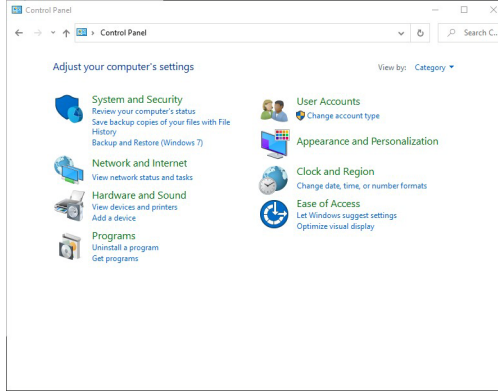 Control Panel
Control Panel
Search C...
Adjust your computer's settings
View by: Category
System and Security
Review your computer's status
Save backup copies of your files with File
History
Backup and Restore (Windows 7)
Network and Internet
View network status and tasks
Hardware and Sound
View devices and printers
Add a device
Programs
Uninstall a program
Get programs
User Accounts
Change account type
Appearance and Personalization
Clock and Region
Change date, time, or number formats
Ease of Access
Let Windows suggest settings
Optimize visual display